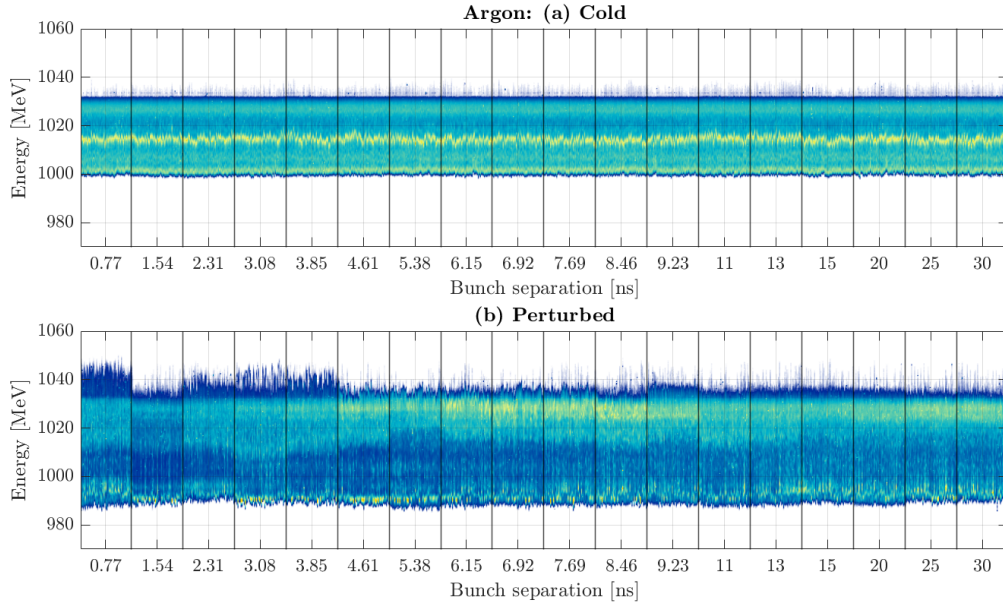 Argon: (a) Cold
1060
1040
1020
1000
980
Energy [MeV]
0.77 1.54 2.31 3.08 3.85 4.61 5.38 6.15 6.92 7.69 8.46 9.23 11 13 15 20 25 30
Bunch separation [ns]
(b) Perturbed
1060
1040
1020
1000
980
Energy [MeV]
0.77 1.54 2.31 3.08 3.85 4.61 5.38 6.15 6.92 7.69 8.46 9.23 11 13 15 20 25 30
Bunch separation [ns]